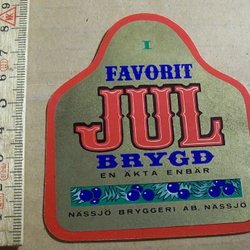 I
FAVORIT
JUL
BRYGD
EN ÄKTA ENBÄR
NÄSSJÖ BRYGGERI AB, NÄSSJÖ